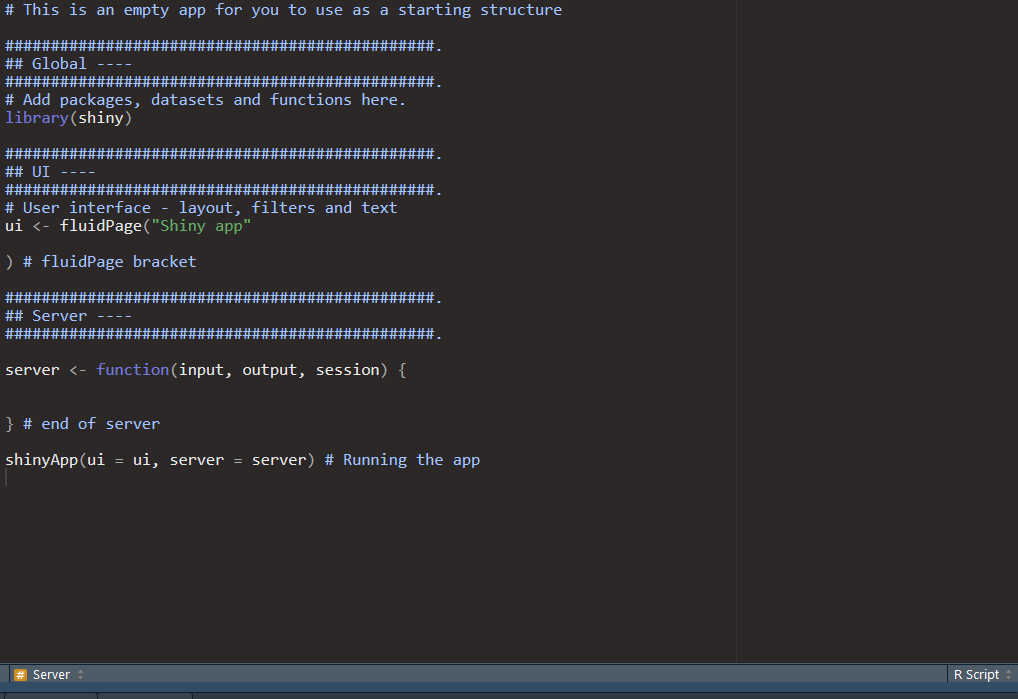 # This is an empty app for you to use as a starting structure
###############################################.
## Global ----
###############################################.
# Add packages, datasets and functions here.
library(shiny)
###############################################.
## UI ----
###############################################.
# User interface - layout, filters and text
ui <- fluidPage("Shiny app"
) # fluidPage bracket
###############################################.
## Server ----
###############################################.
server <- function(input, output, session) {
} # end of server
shinyApp(ui = ui, server = server) # Running the app
# Server
R Script